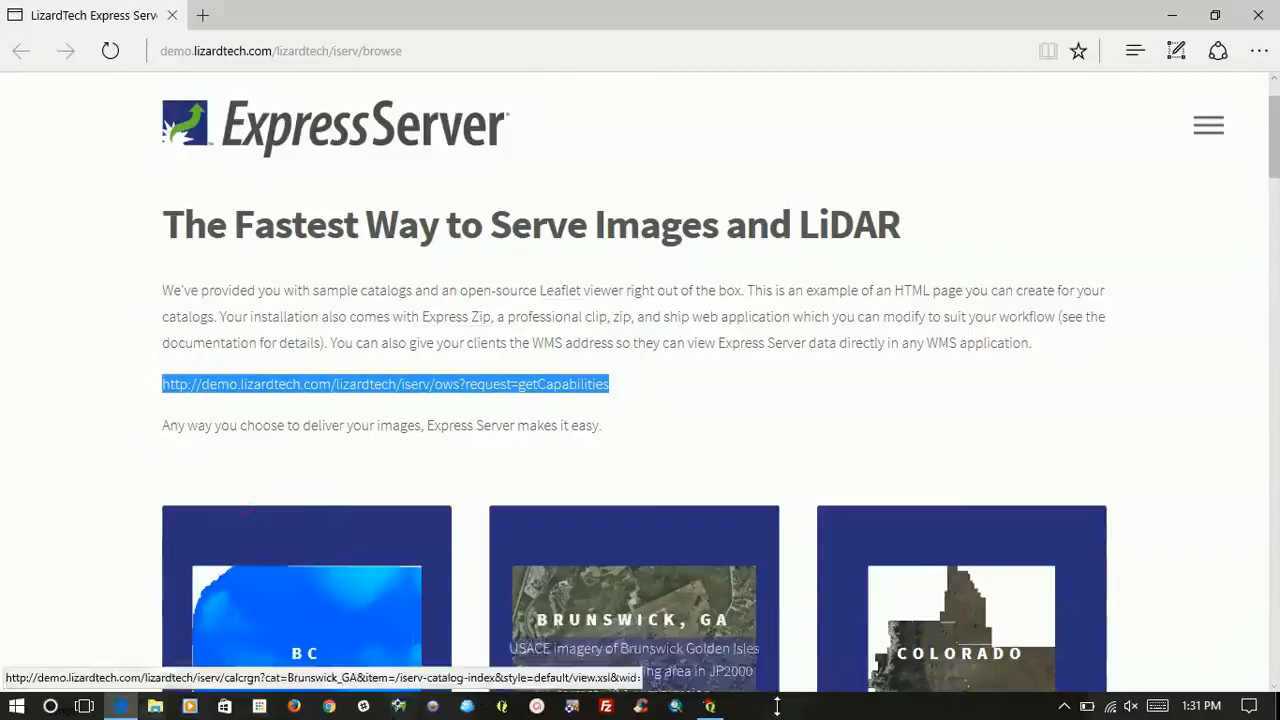 LizardTech Express Serv
demo.lizardtech.com/lizardtech/iserv/browse
ExpressServer
The Fastest Way to Serve Images and LiDAR
We've provided you with sample catalogs and an open-source Leaflet viewer right out of the box. This is an example of an HTML page you can create for your
catalogs. Your installation also comes with Express Zip, a professional clip, zip, and ship web application which you can modify to suit your workflow (see the
documentation for details). You can also give your clients the WMS address so they can view Express Server data directly in any WMS application.
http://demo.lizardtech.com/lizardtech/iserv/ows?request=getCapabilities
Any way you choose to deliver your images, Express Server makes it easy.
BC
BRUNSWICK, GA
USACE imagery of Brunswick Golden Isles
ing area in JP2000
COLORADO
http://demo.lizardtech.com/lizardtech/iserv/calcrgn?cat=Brunswick_GA&item=/iserv-catalog-index&style=default/view.xsl&wid=
1:31 PM